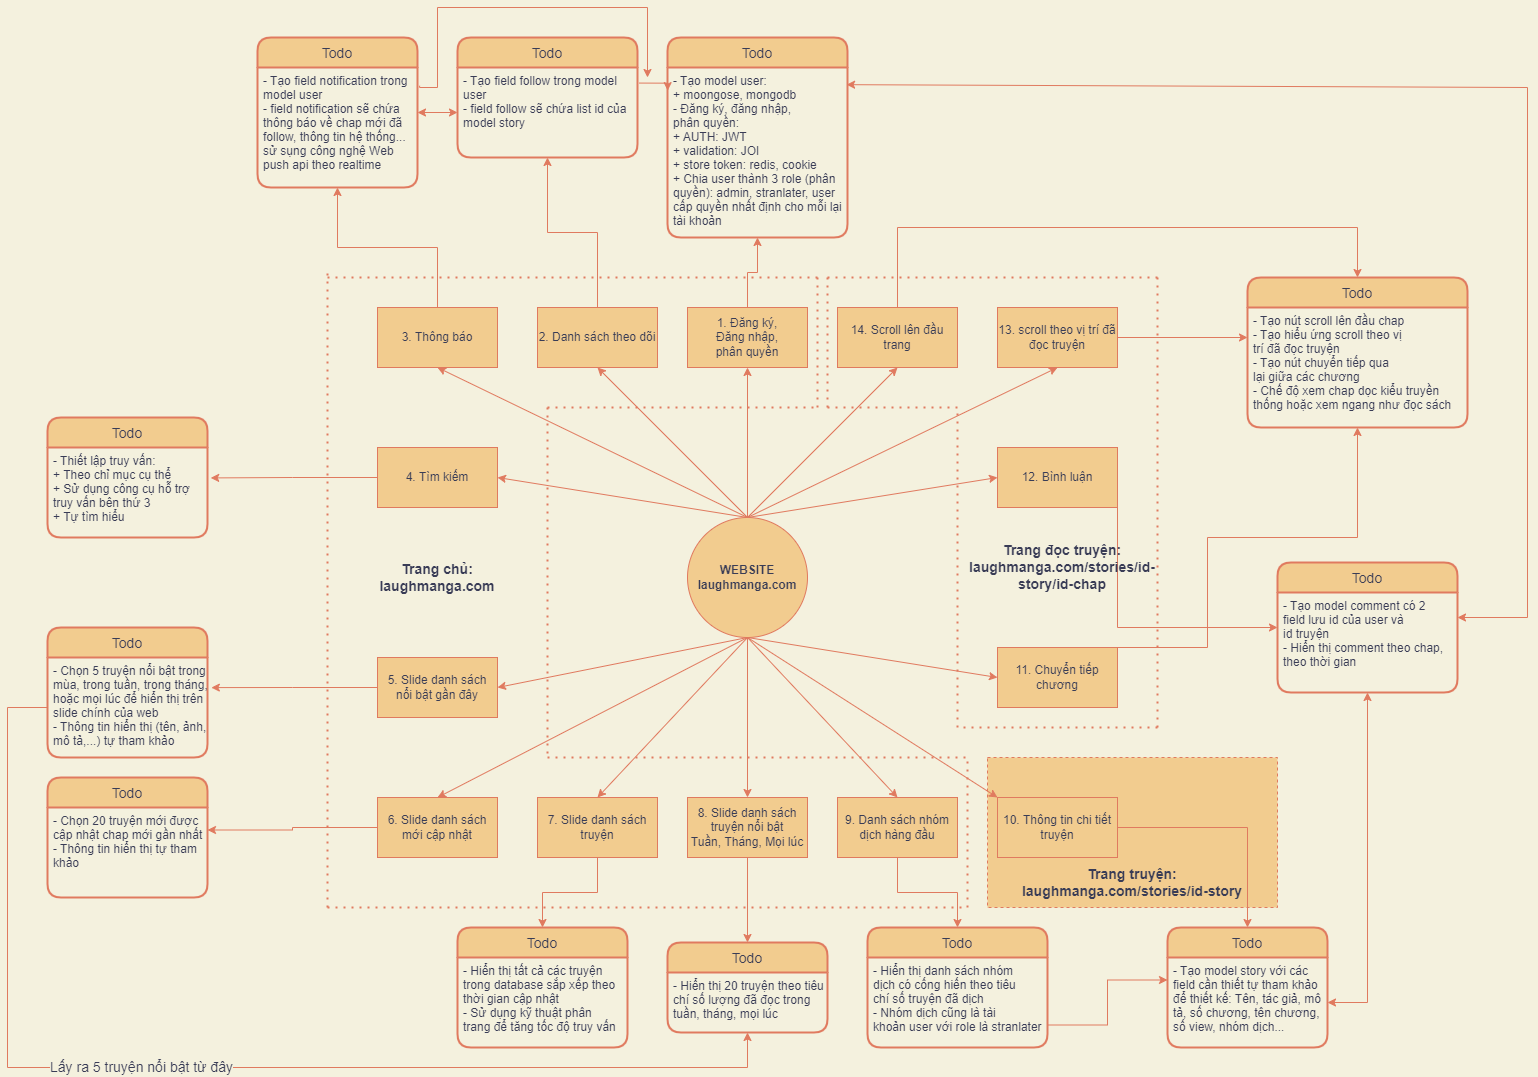 Todo
- Tạo field notification trong
model user
- field notification sẽ chứa
thông báo về chap mới đã
follow, thông tin hệ thống...
sử sụng công nghệ Web
push api theo realtime
Todo
- Tạo field follow trong model
user
- field follow sẽ chứa list id của
model story
Todo
- Tạo model user:
+ moongose, mongodb
- Đăng ký, đăng nhập,
phân quyền:
+ AUTH: JWT
+ validation: JOI
+ store token: redis, cookie
+ Chia user thành 3 role (phân
quyền): admin, stranlater, user
cấp quyền nhất định cho mỗi lại
tài khoản
3. Thông báo
2. Danh sách theo dõi
1. Đăng ký,
Đăng nhập,
phân quyền
14. Scroll lên đầu
trang
13. scroll theo vị trí đã
đọc truyện
Todo
- Tạo nút scroll lên đầu chap
- Tạo hiểu ứng scroll theo vị
trí đã đọc truyện
- Tạo nút chuyển tiếp qua
lại giữa các chương
- Chế độ xem chap dọc kiểu truyền
thống hoặc xem ngang như đọc sách
Todo
- Thiết lập truy vấn:
+ Theo chỉ mục cụ thể
+ Sử dụng công cụ hỗ trợ
truy vấn bên thứ 3
+ Tự tìm hiểu
4. Tìm kiếm
12. Bình luận
Trang chủ:
laughmanga.com
WEBSITE
laughmanga.com
Trang đọc truyện:
laughmanga.com/stories/id-
story/id-chap
Todo
- Tạo model comment có 2
field lưu id của user và
id truyện
- Hiển thị comment theo chap,
theo thời gian
Todo
- Chọn 5 truyện nổi bật trong
mùa, trong tuần, trong tháng,
hoặc mọi lúc để hiển thị trên
slide chính của web
- Thông tin hiển thị (tên, ảnh,
mô tả,...) tự tham khảo
5. Slide danh sách
nổi bật gần đây
11. Chuyển tiếp
chương
Todo
- Chọn 20 truyện mới được
cập nhật chap mới gần nhất
- Thông tin hiển thị tự tham
khảo
6. Slide danh sách
mới cập nhật
7. Slide danh sách
truyện
8. Slide danh sách
truyện nổi bật
Tuần, Tháng, Mọi lúc
9. Danh sách nhóm
dịch hàng đầu
10. Thông tin chi tiết
truyện
Trang truyện:
laughmanga.com/stories/id-story
Todo
- Hiển thị tất cả các truyện
trong database sắp xếp theo
thời gian cập nhật
- Sử dụng kỹ thuật phân
trang để tăng tốc độ truy vấn
Todo
- Hiển thị 20 truyện theo tiêu
chí số lượng đã đọc trong
tuần, tháng, mọi lúc
Todo
- Hiển thị danh sách nhóm
dịch có cống hiến theo tiêu
chí số truyện đã dịch
- Nhóm dịch cũng là tài
khoản user với role là stranlater
Todo
- Tạo model story với các
field cần thiết tự tham khảo
để thiết kế: Tên, tác giả, mô
tả, số chương, tên chương,
số view, nhóm dịch...
Lấy ra 5 truyện nổi bật từ đây